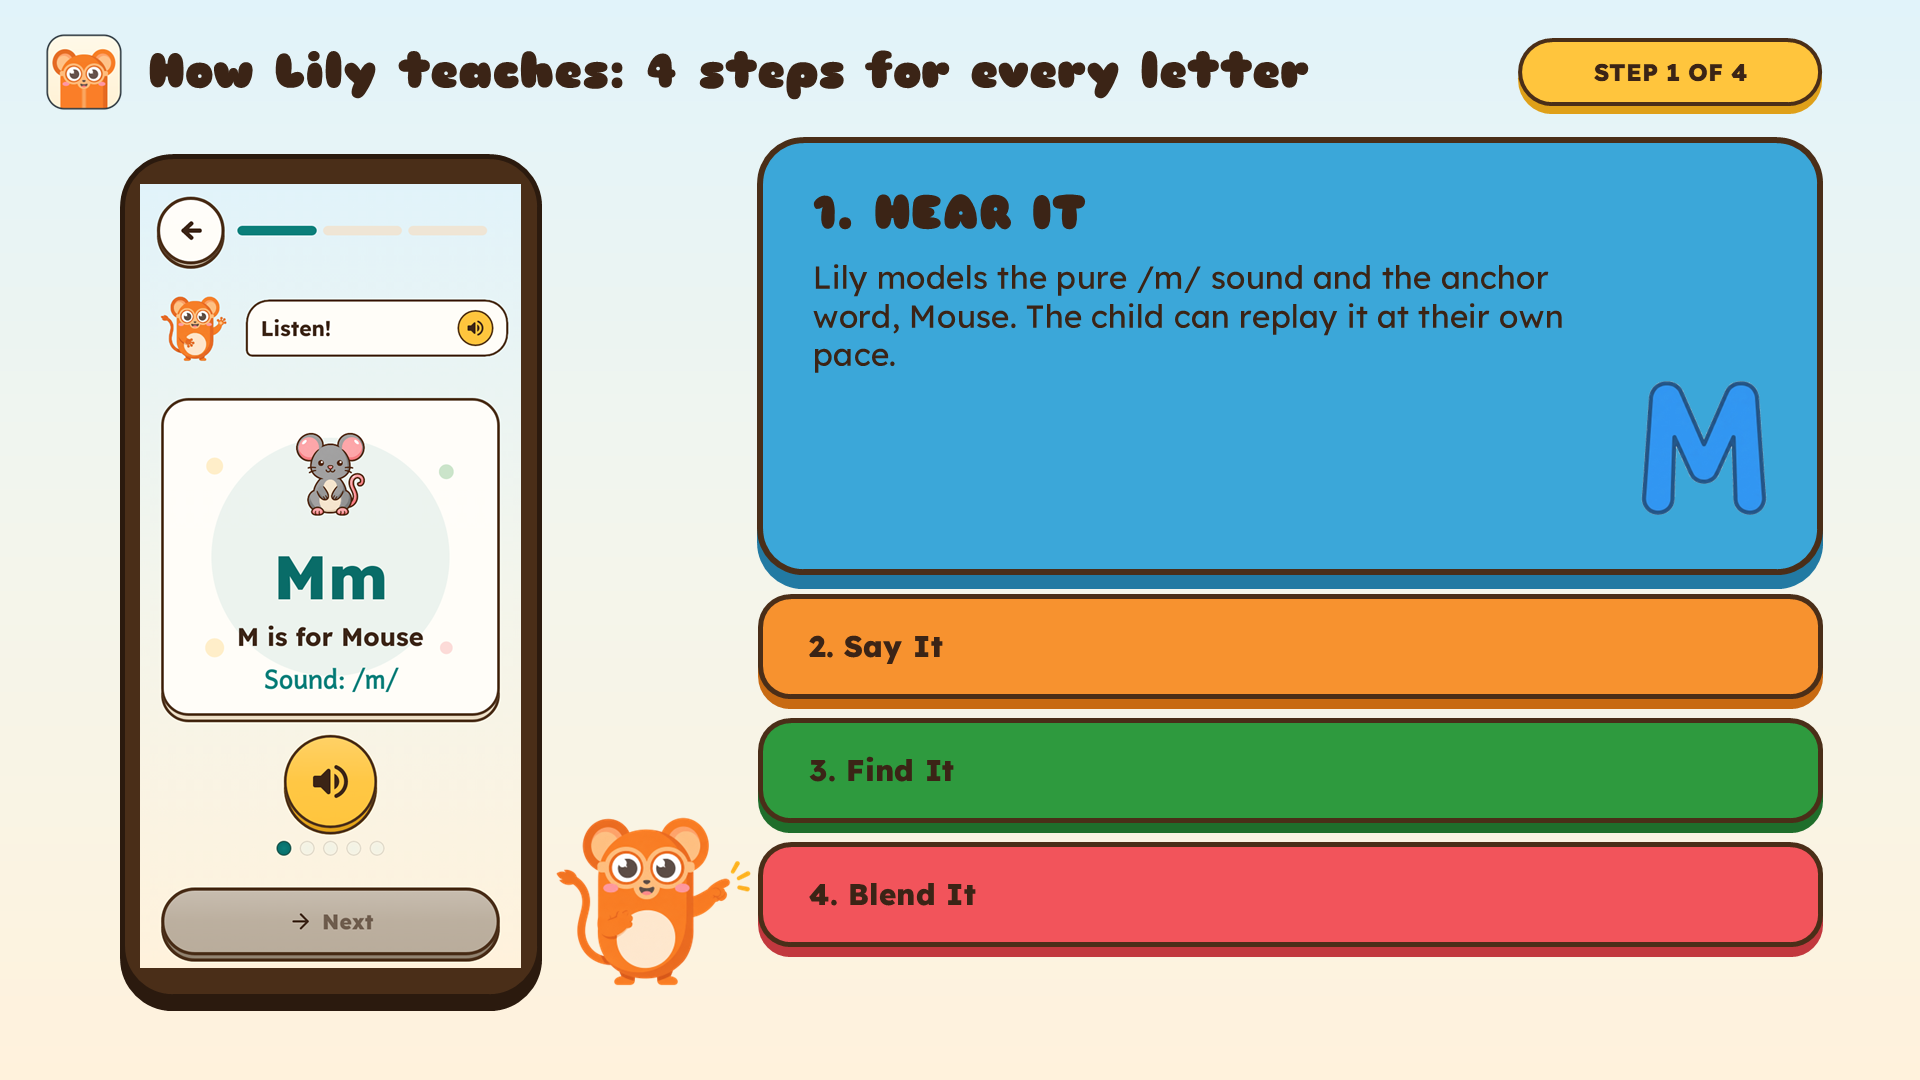 How Lily teaches: 4 steps for every letter
STEP 1 OF 4
Listen!
Mm
M is for Mouse
Sound: /m/
Next
1. HEAR IT
Lily models the pure /m/ sound and the anchor
word, Mouse. The child can replay it at their own
pace.
M
2. Say It
3. Find It
4. Blend It